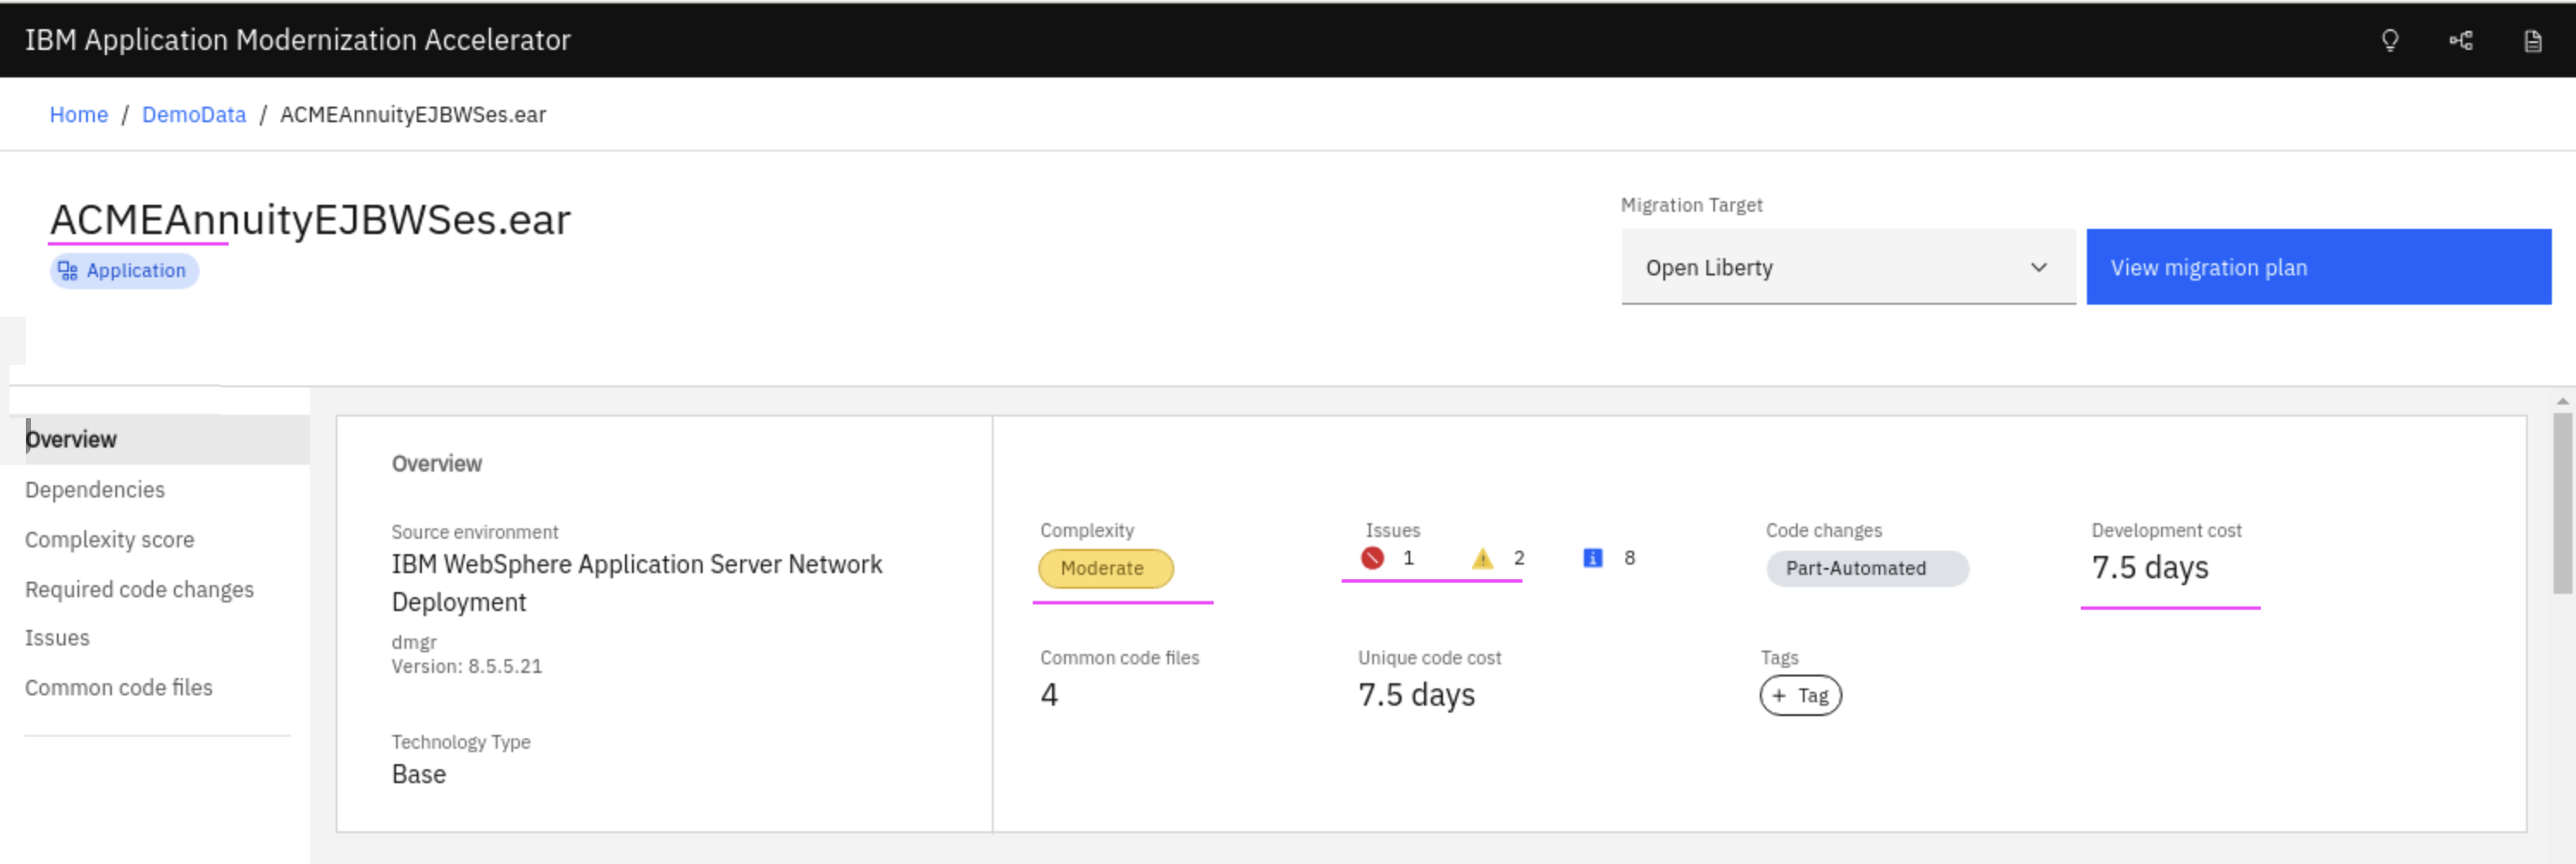 IBM Application Modernization Accelerator
Home / DemoData / ACMEAnnuityEJBWSes.ear
ACMEAnnuityEJBWSes.ear
Application
Migration Target
Open Liberty
View migration plan
Overview
Dependencies
Complexity score
Required code changes
Issues
Common code files
Overview
Source environment
IBM WebSphere Application Server Network
Deployment
dmgr
Version: 8.5.5.21
Technology Type
Base
Complexity
Moderate
Issues
1 2 8
Code changes
Part-Automated
Development cost
7.5 days
Common code files
4
Unique code cost
7.5 days
Tags
+ Tag